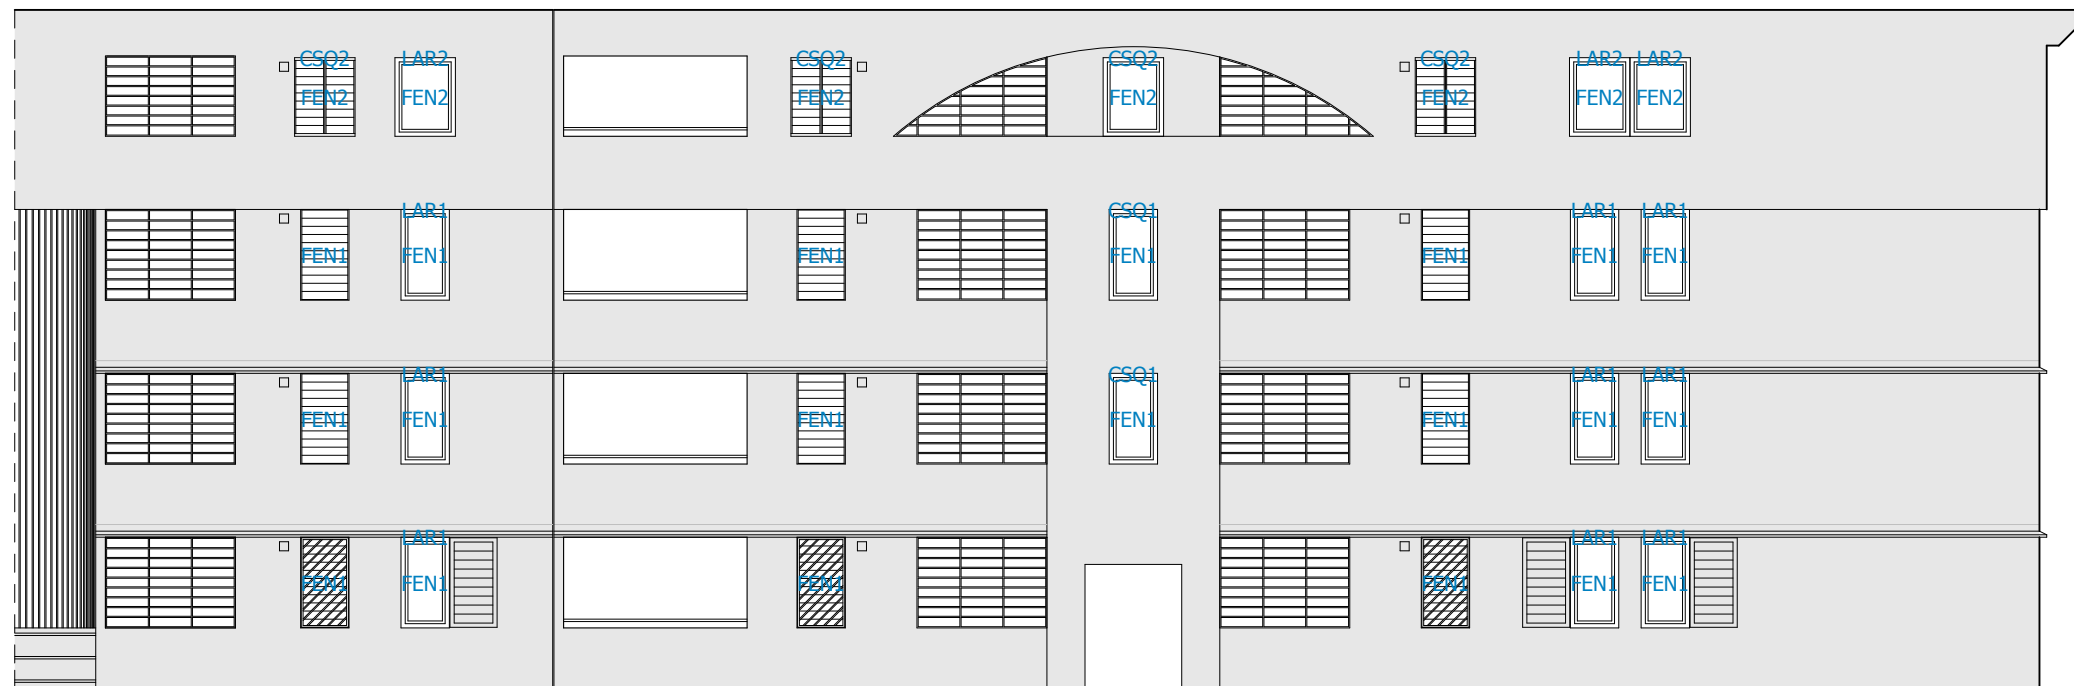 CSQ2 LAR2 CSQ2 CSQ2 CSQ2 LAR2 LAR2
FEN2 FEN2 FEN2 FEN2 FEN2 FEN2 FEN2
LAR1 CSQ1 LAR1 LAR1
FEN1 FEN1 FEN1 FEN1 FEN1 FEN1 FEN1
LAR1 CSQ1 LAR1 LAR1
FEN1 FEN1 FEN1 FEN1 FEN1 FEN1 FEN1
LAR1 LAR1 LAR1
FEN1 FEN1 FEN1 FEN1 FEN1 FEN1